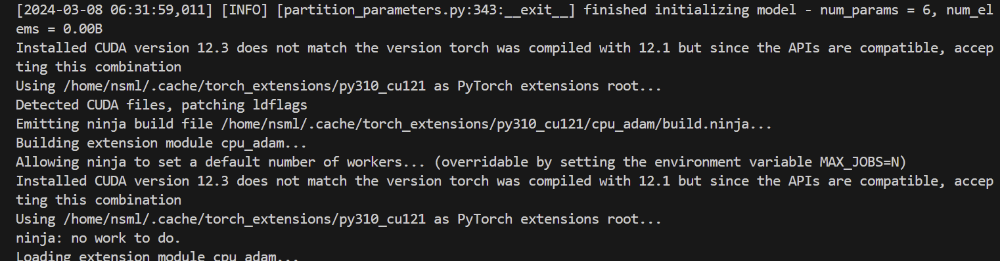 [2024-03-08 06:31:59,011] [INFO] [partition_parameters.py:343:__exit__] finished initializing model - num_params = 6, num_el
ems = 0.00B
Installed CUDA version 12.3 does not match the version torch was compiled with 12.1 but since the APIs are compatible, accep
ting this combination
Using /home/nsml/.cache/torch_extensions/py310_cu121 as PyTorch extensions root...
Detected CUDA files, patching ldflags
Emitting ninja build file /home/nsml/.cache/torch_extensions/py310_cu121/cpu_adam/build.ninja...
Building extension module cpu_adam...
Allowing ninja to set a default number of workers... (overridable by setting the environment variable MAX_JOBS=N)
Installed CUDA version 12.3 does not match the version torch was compiled with 12.1 but since the APIs are compatible, accep
ting this combination
Using /home/nsml/.cache/torch_extensions/py310_cu121 as PyTorch extensions root...
ninja: no work to do.
Loading extension module cpu_adam...